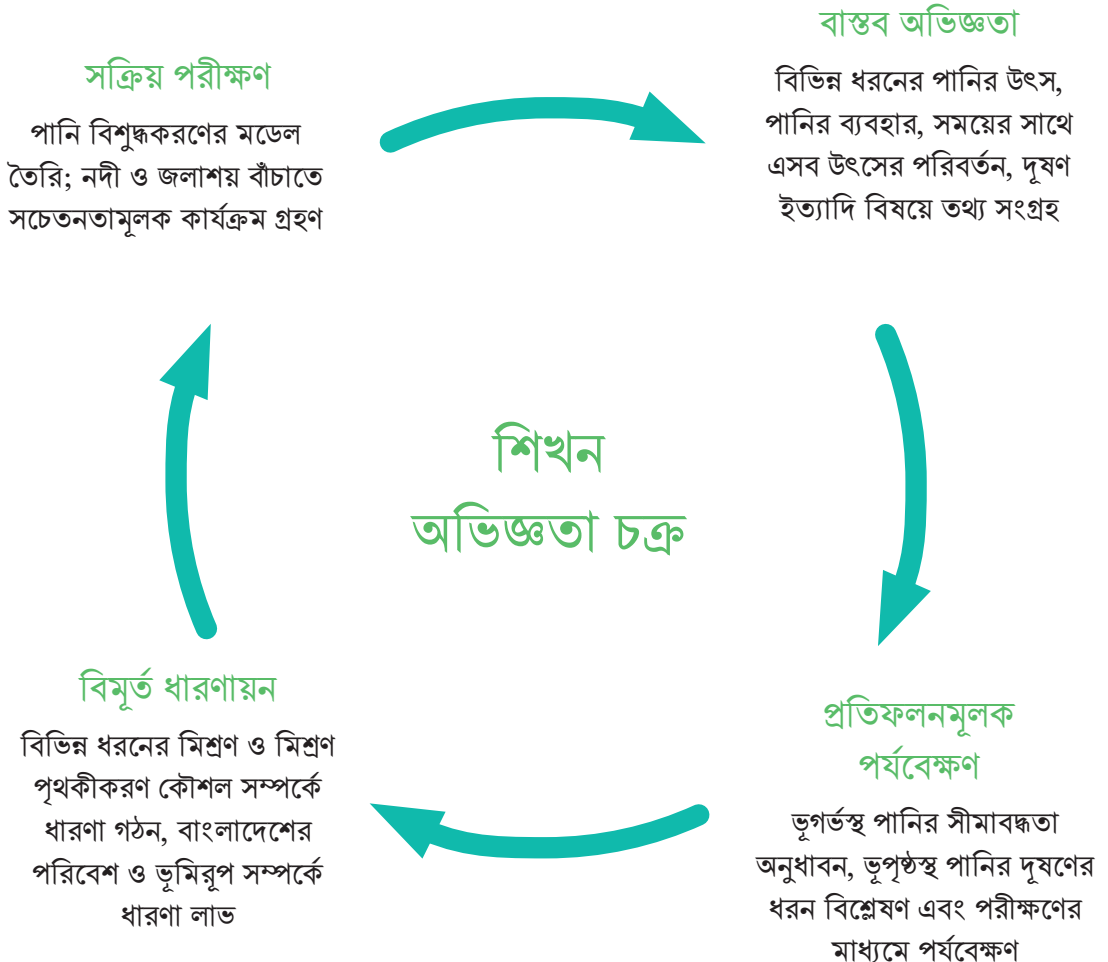 সক্রিয় পরীক্ষণ
পানি বিশুদ্ধকরণের মডেল
তৈরি; নদী ও জলাশয় বাঁচাতে
সচেতনতামূলক কার্যক্রম গ্রহণ
বাস্তব অভিজ্ঞতা
বিভিন্ন ধরনের পানির উৎস,
পানির ব্যবহার, সময়ের সাথে
এসব উৎসের পরিবর্তন, দূষণ
ইত্যাদি বিষয়ে তথ্য সংগ্রহ
শিখন
অভিজ্ঞতা চক্র
বিমূর্ত ধারণায়ন
বিভিন্ন ধরনের মিশ্রণ ও মিশ্রণ
পৃথকীকরণ কৌশল সম্পর্কে
ধারণা গঠন, বাংলাদেশের
পরিবেশ ও ভূমিরূপ সম্পর্কে
ধারণা লাভ
প্রতিফলনমূলক
পর্যবেক্ষণ
ভূগর্ভস্থ পানির সীমাবদ্ধতা
অনুধাবন, ভূপৃষ্ঠস্থ পানির দূষণের
ধরন বিশ্লেষণ এবং পরীক্ষণের
মাধ্যমে পর্যবেক্ষণ